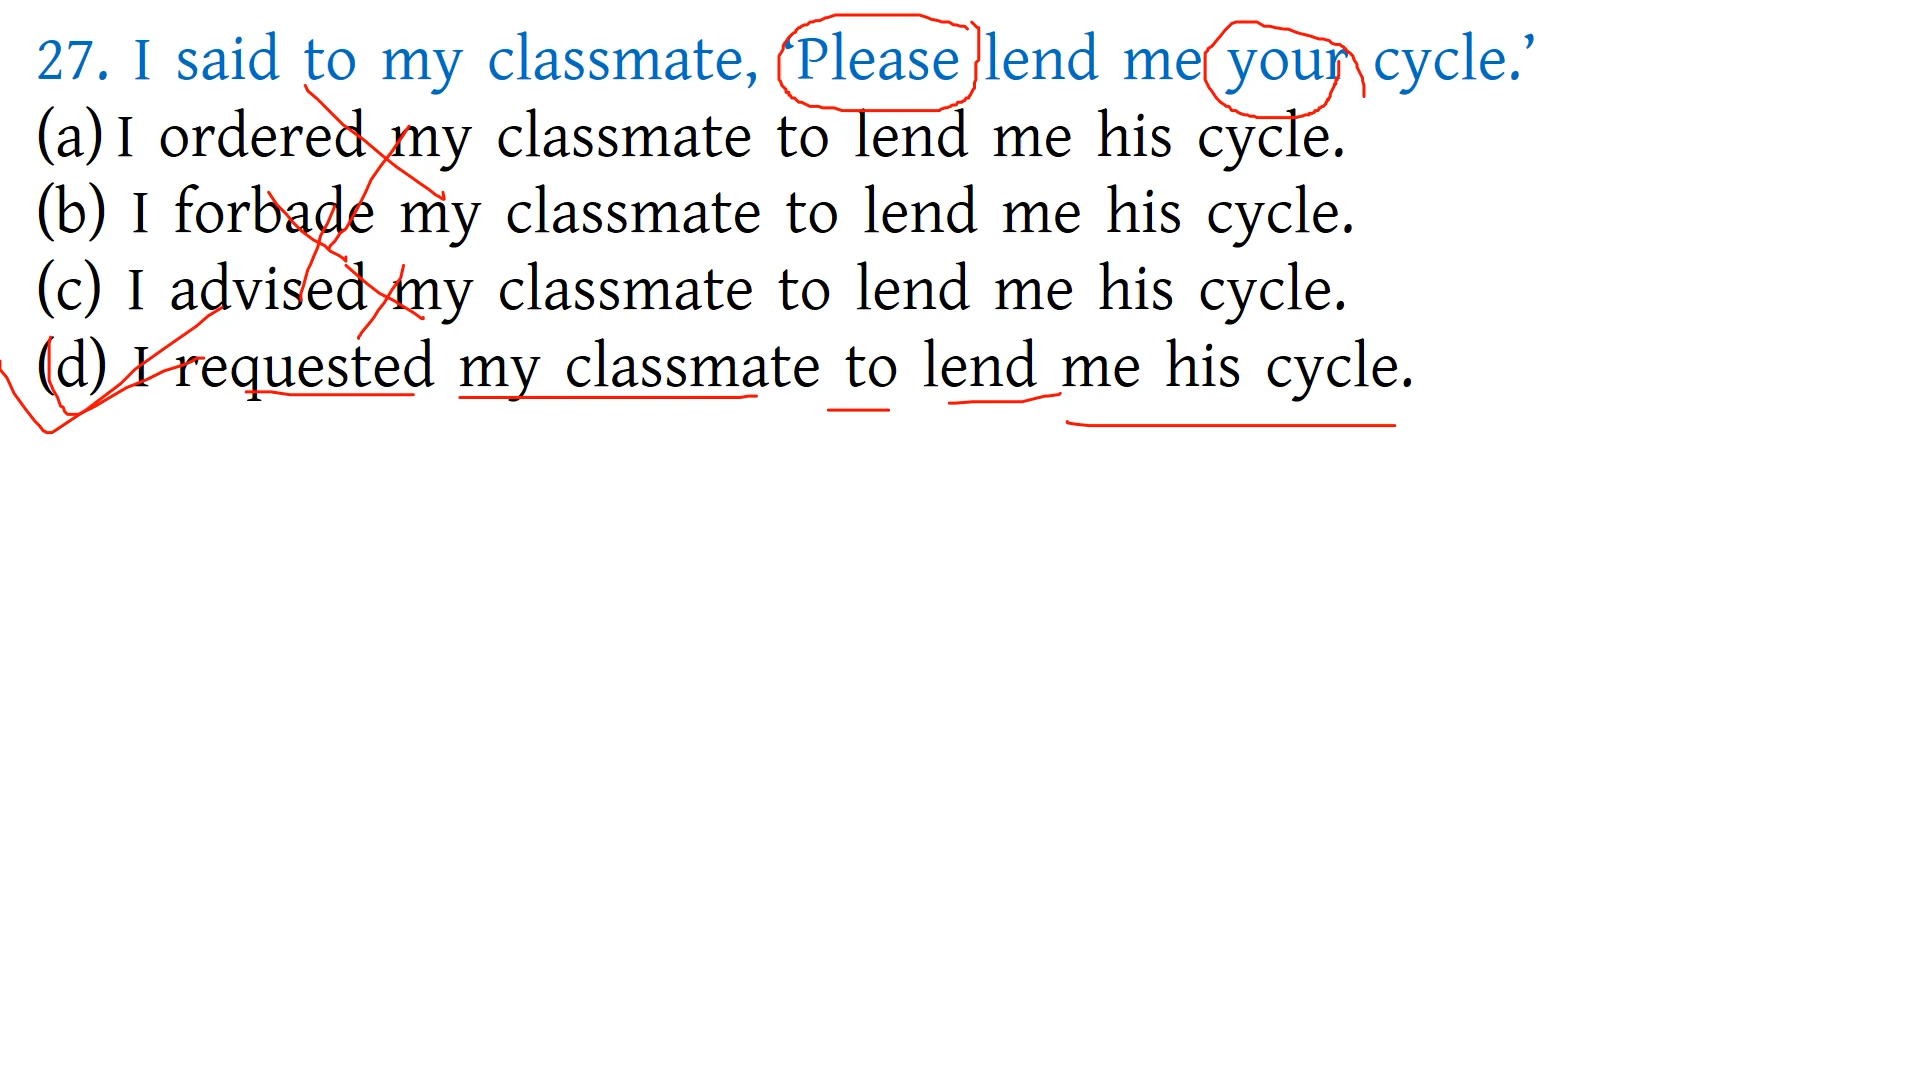 27. I said to my classmate, ‘Please lend me your cycle.’
(a) I ordered my classmate to lend me his cycle.
(b) I forbade my classmate to lend me his cycle.
(c) I advised my classmate to lend me his cycle.
(d) I requested my classmate to lend me his cycle.